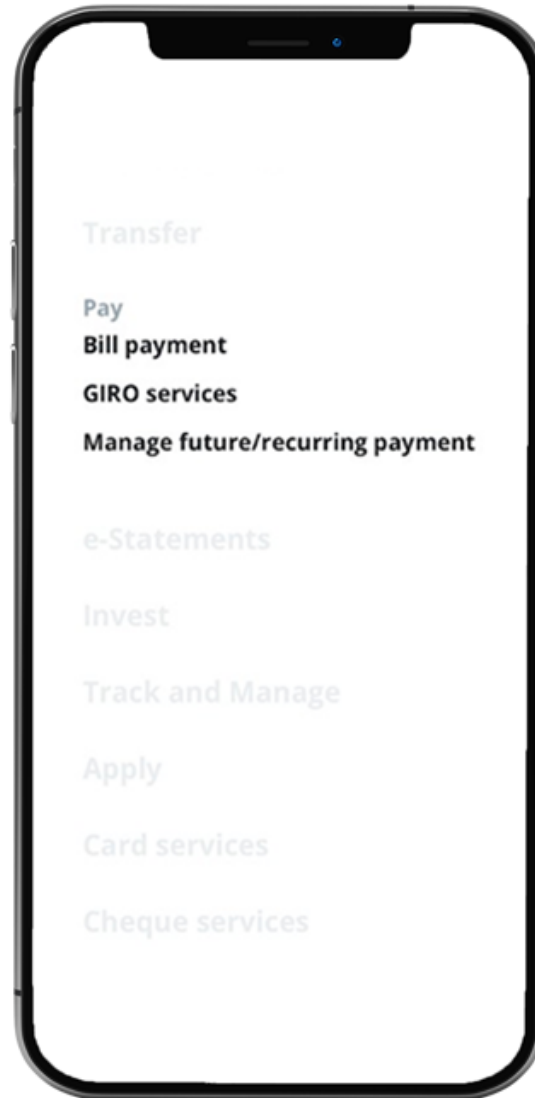 Transfer
Pay
Bill payment
GIRO services
Manage future/recurring payment
e-Statements
Invest
Track and Manage
Apply
Card services
Cheque services